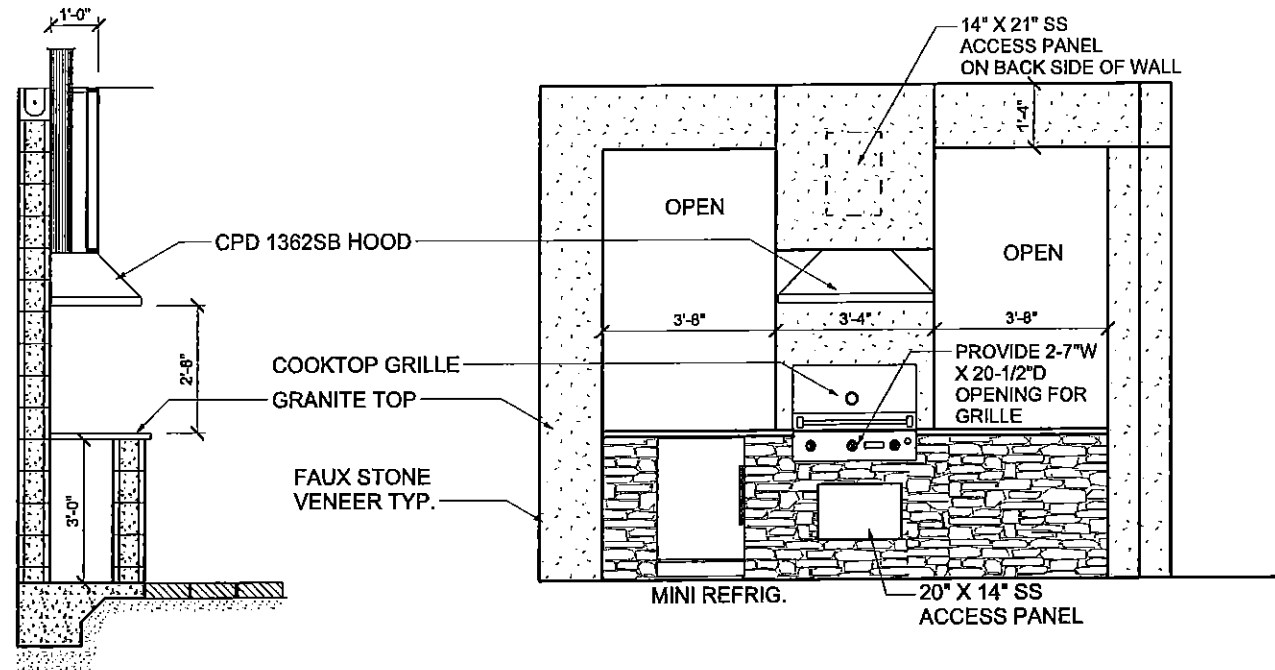 1'-0"
14" X 21" SS
ACCESS PANEL
ON BACK SIDE OF WALL
1'-4"
OPEN
CPD 1362SB HOOD
OPEN
3'-8"
3'-4"
3'-8"
2'-8"
COOKTOP GRILLE
PROVIDE 2-7"W
X 20-1/2"D
OPENING FOR
GRILLE
GRANITE TOP
FAUX STONE
VENEER TYP.
3'-0"
MINI REFRIG.
20" X 14" SS
ACCESS PANEL